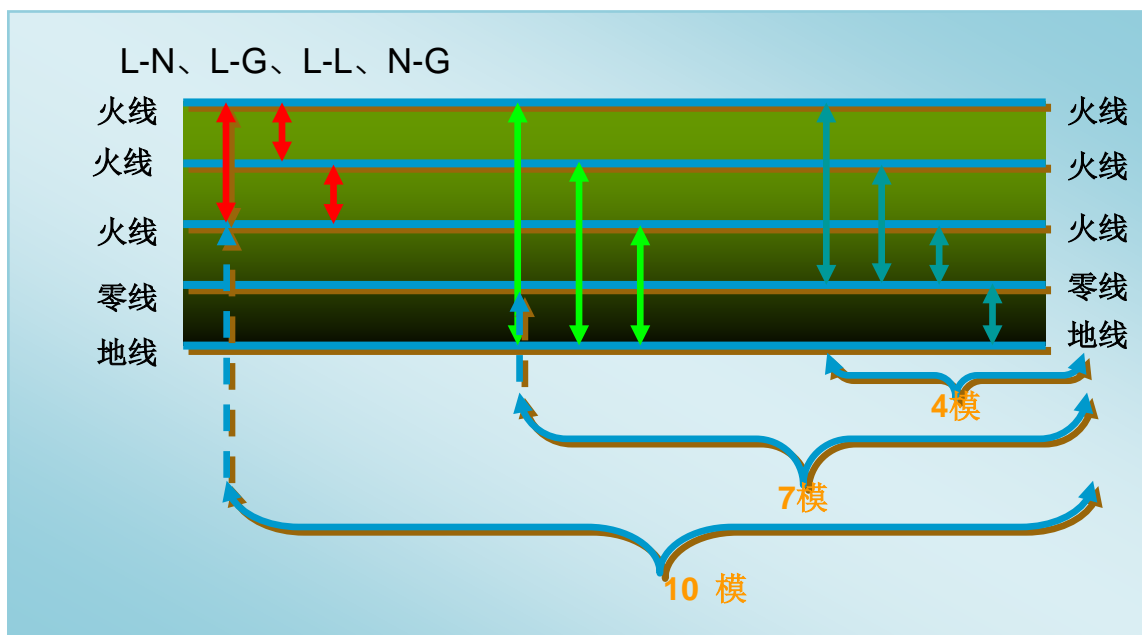 L-N、L-G、L-L、N-G
火线 火线
火线 火线
火线 火线
零线 零线
地线 地线
4模
7模
10 模